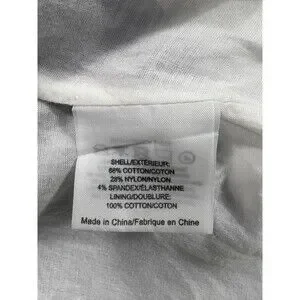 SHELL/EXTÉRIEUR:
68% COTTON/COTON
28% NYLON/NYLON
4% SPANDEX/ÉLASTHANNE
LINING/DOUBLURE:
100% COTTON/COTON
Made in China/Fabrique en Chine